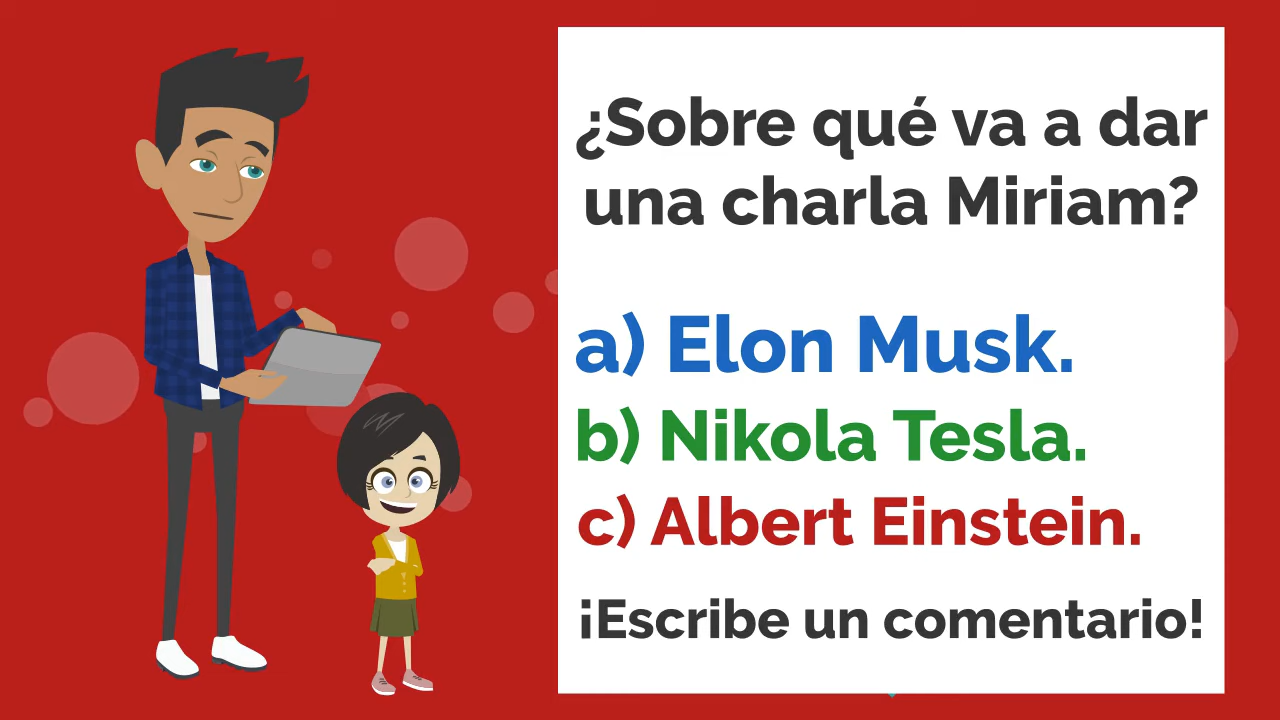 ¿Sobre qué va a dar
una charla Miriam?
a) Elon Musk.
b) Nikola Tesla.
c) Albert Einstein.
¡Escribe un comentario!